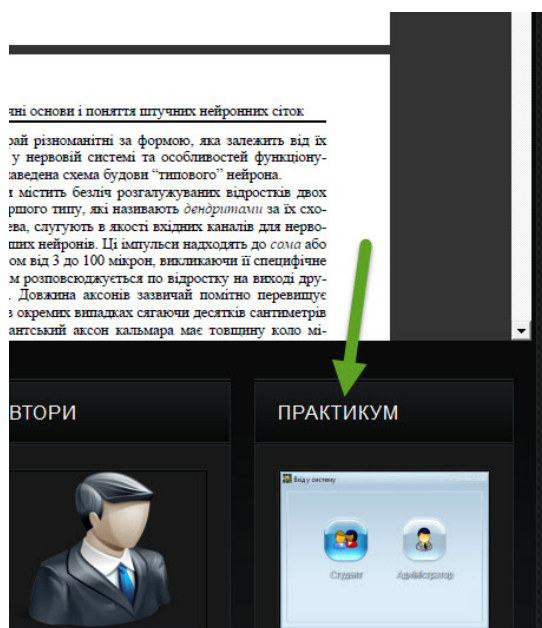 чні основи і поняття штучних нейронних сіток
рай різноманітні за формою, яка залежить від їх
у нервовій системі та особливостей функціону-
наведена схема будови “типового” нейрона.
містить безліч розгалужуваних відростків двох
ршого типу, які називають дендритами за їх схо-
ева, слугують в якості вхідних каналів для нерво-
ших нейронів. Ці імпульси надходять до сома або
ом від 3 до 100 мікрон, викликаючи її специфічне
м розповсюджується по відростку на виході дру-
. Довжина аксонів зазвичай помітно перевищує
в окремих випадках сягаючи десятків сантиметрів
антський аксон кальмара має товщину коло мі-
ВТОРИ
ПРАКТИКУМ
Вхід у систему
Студент
Адміністратор